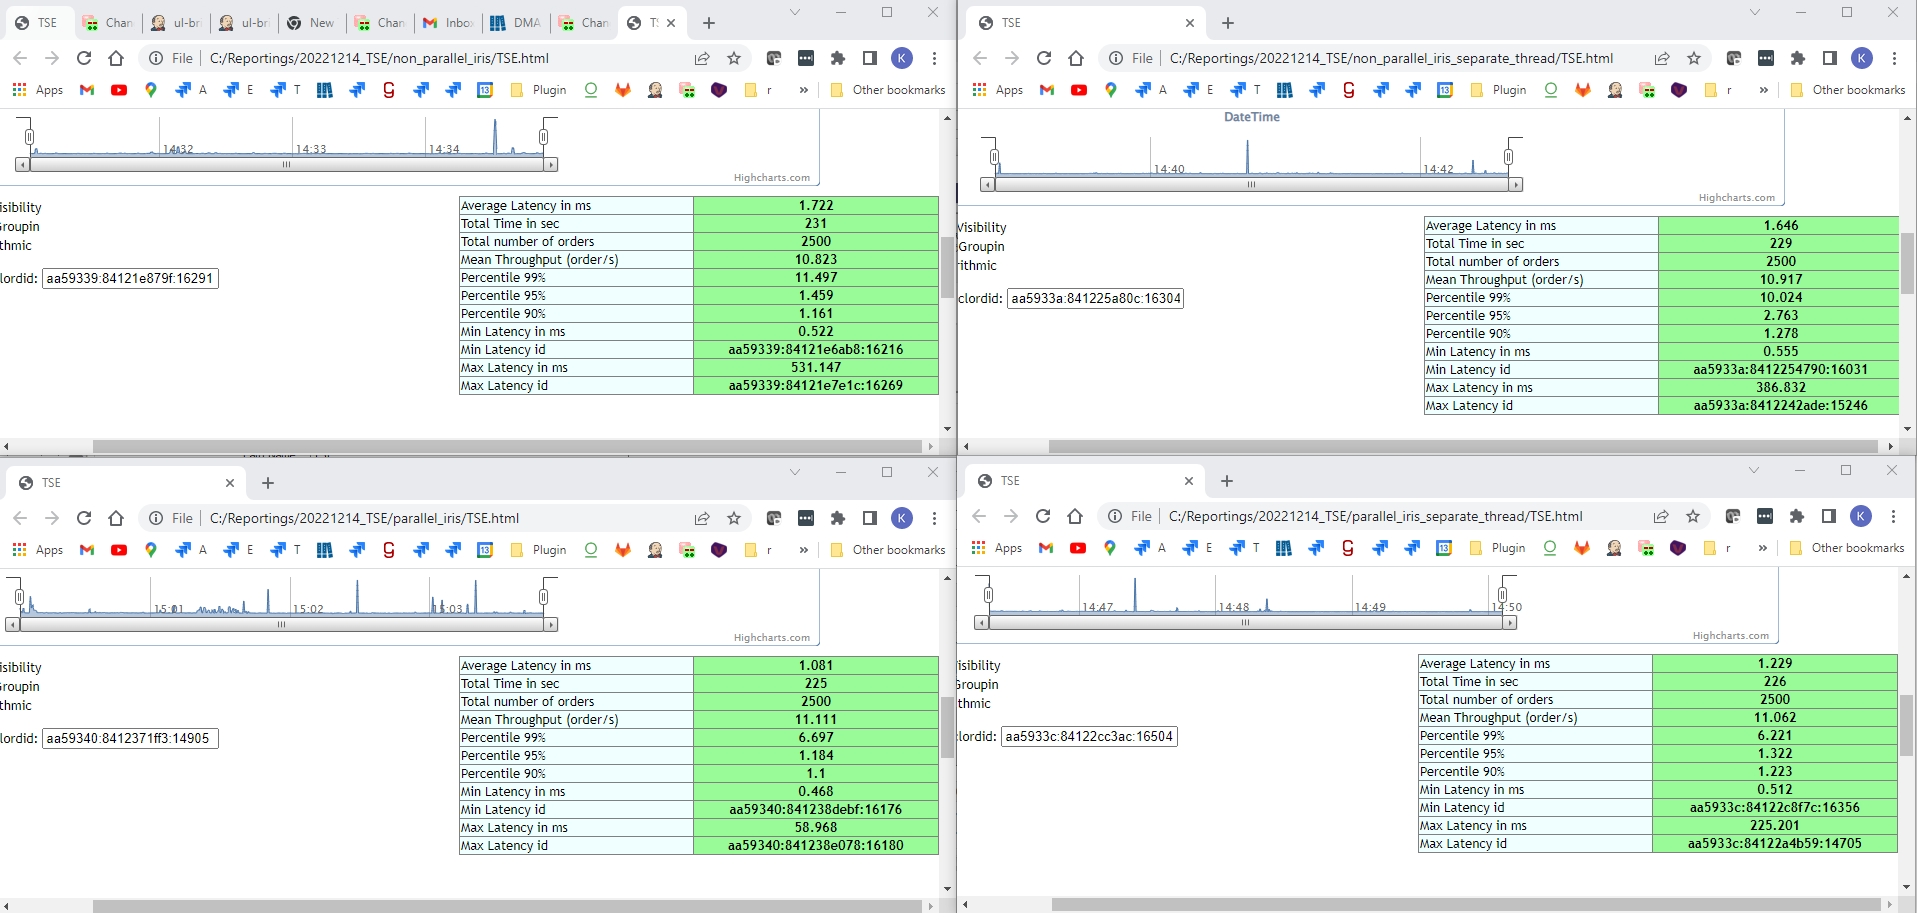 TSE
Chan
ul-br
ul-br
New
Chan
Inbo
DMA
Chan
File
C:/Reportings/20221214_TSE/non_parallel_iris/TSE.html
K
Apps
A
E
T
13
Plugin
r
»
Other bookmarks
14:32
14:33
14:34
Highcharts.com
isibility
Groupin
thmic
lordid: aa59339:84121e879f:16291
Average Latency in ms 1.722
Total Time in sec 231
Total number of orders 2500
Mean Throughput (order/s) 10.823
Percentile 99% 11.497
Percentile 95% 1.459
Percentile 90% 1.161
Min Latency in ms 0.522
Min Latency id aa59339:84121e6ab8:16216
Max Latency in ms 531.147
Max Latency id aa59339:84121e7e1c:16269
TSE
File
C:/Reportings/20221214_TSE/non_parallel_iris_separate_thread/TSE.html
K
Apps
A
E
T
13
Plugin
r
»
Other bookmarks
DateTime
14:40
14:42
Highcharts.com
Visibility
Groupin
rithmic
clordid: aa5933a:841225a80c:16304
Average Latency in ms 1.646
Total Time in sec 229
Total number of orders 2500
Mean Throughput (order/s) 10.917
Percentile 99% 10.024
Percentile 95% 2.763
Percentile 90% 1.278
Min Latency in ms 0.555
Min Latency id aa5933a:8412254790:16031
Max Latency in ms 386.832
Max Latency id aa5933a:8412242ade:15246
TSE
File
C:/Reportings/20221214_TSE/parallel_iris/TSE.html
K
Apps
A
E
T
13
Plugin
r
»
Other bookmarks
15:01
15:02
15:03
Highcharts.com
isibility
Groupin
thmic
lordid: aa59340:8412371ff3:14905
Average Latency in ms 1.081
Total Time in sec 225
Total number of orders 2500
Mean Throughput (order/s) 11.111
Percentile 99% 6.697
Percentile 95% 1.184
Percentile 90% 1.1
Min Latency in ms 0.468
Min Latency id aa59340:841238debf:16176
Max Latency in ms 58.968
Max Latency id aa59340:841238e078:16180
TSE
File
C:/Reportings/20221214_TSE/parallel_iris_separate_thread/TSE.html
K
Apps
A
E
T
13
Plugin
r
»
Other bookmarks
14:47
14:48
14:49
14:50
Highcharts.com
isibility
Groupin
thmic
lordid: aa5933c:84122cc3ac:16504
Average Latency in ms 1.229
Total Time in sec 226
Total number of orders 2500
Mean Throughput (order/s) 11.062
Percentile 99% 6.221
Percentile 95% 1.322
Percentile 90% 1.223
Min Latency in ms 0.512
Min Latency id aa5933c:84122c8f7c:16356
Max Latency in ms 225.201
Max Latency id aa5933c:84122a4b59:14705